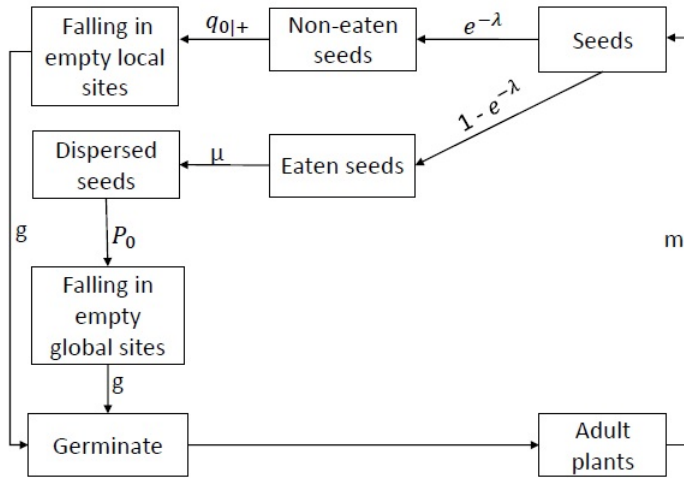 Falling in
empty local
sites
q₀|₊
Non-eaten
seeds
e^{-λ}
Seeds
1 - e^{-λ}
Dispersed
seeds
μ
Eaten seeds
g
P₀
m
Falling in
empty
global sites
g
Germinate
Adult
plants